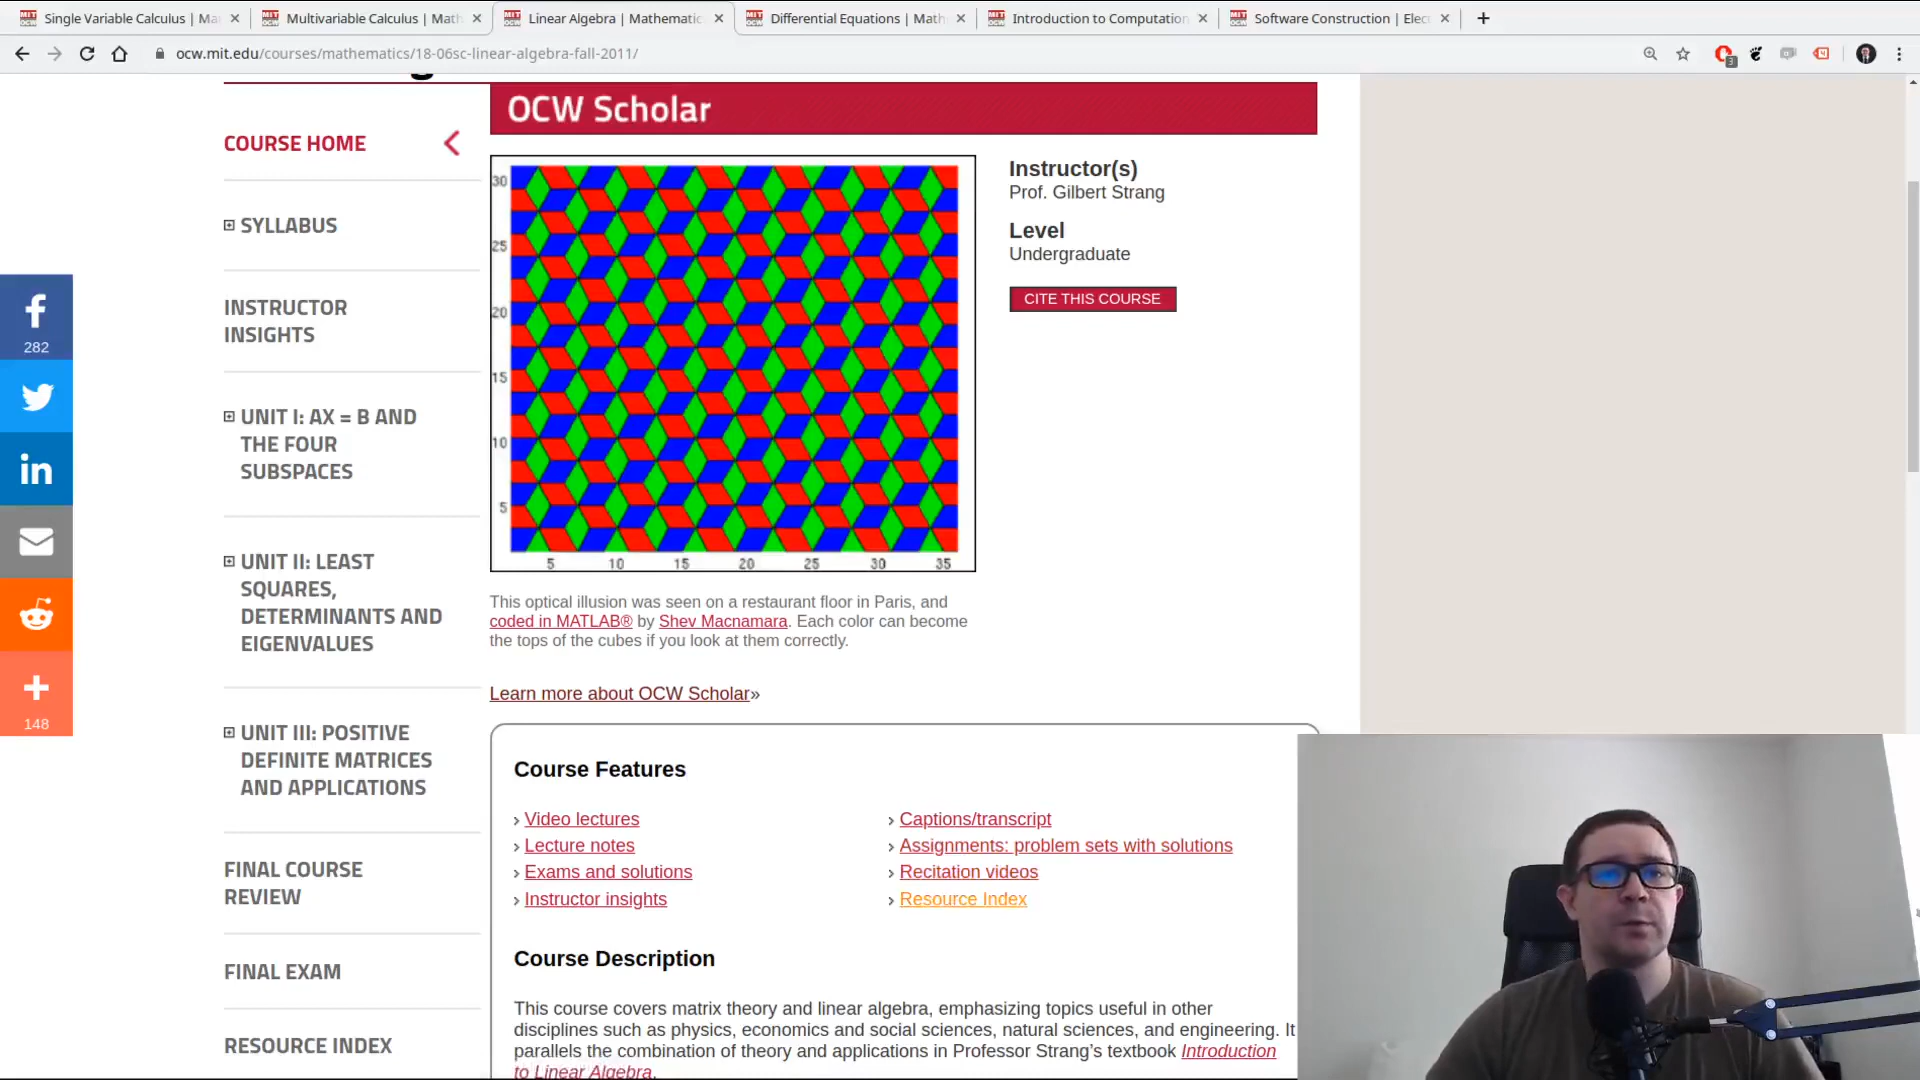 Single Variable Calculus | Ma
Multivariable Calculus | Math
Linear Algebra | Mathematic
Differential Equations | Math
Introduction to Computation
Software Construction | Elec
ocw.mit.edu/courses/mathematics/18-06sc-linear-algebra-fall-2011/
3
OCW Scholar
COURSE HOME
SYLLABUS
INSTRUCTOR
INSIGHTS
UNIT I: AX = B AND
THE FOUR
SUBSPACES
UNIT II: LEAST
SQUARES,
DETERMINANTS AND
EIGENVALUES
UNIT III: POSITIVE
DEFINITE MATRICES
AND APPLICATIONS
FINAL COURSE
REVIEW
FINAL EXAM
RESOURCE INDEX
282
148
30
25
20
15
10
5
5 10 15 20 25 30 35
Instructor(s)
Prof. Gilbert Strang
Level
Undergraduate
CITE THIS COURSE
This optical illusion was seen on a restaurant floor in Paris, and
coded in MATLAB® by Shev Macnamara. Each color can become
the tops of the cubes if you look at them correctly.
Learn more about OCW Scholar»
Course Features
Video lectures
Lecture notes
Exams and solutions
Instructor insights
Captions/transcript
Assignments: problem sets with solutions
Recitation videos
Resource Index
Course Description
This course covers matrix theory and linear algebra, emphasizing topics useful in other
disciplines such as physics, economics and social sciences, natural sciences, and engineering. It
parallels the combination of theory and applications in Professor Strang's textbook Introduction
to Linear Algebra.